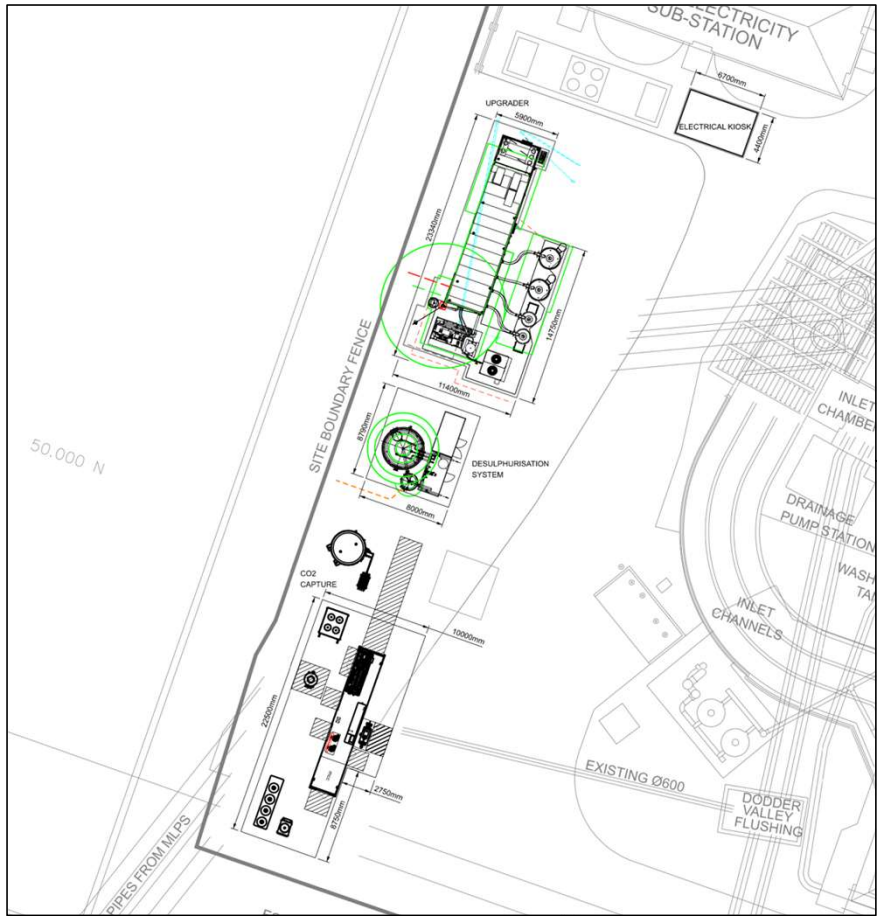 ELECTRICITY
SUB-STATION
6700mm
UPGRADER
5900mm
ELECTRICAL KIOSK
4400mm
23340mm
14750mm
SITE BOUNDARY FENCE
11400mm
INLET
CHAMBER
50.000 N
8790mm
DESULPHURISATION
SYSTEM
8000mm
DRAINAGE
PUMP STATION
WASH
TA
CO2
CAPTURE
INLET
CHANNELS
10000mm
22500mm
2750mm
8750mm
EXISTING Ø600
DODDER
VALLEY
FLUSHING
PIPES FROM MLPS